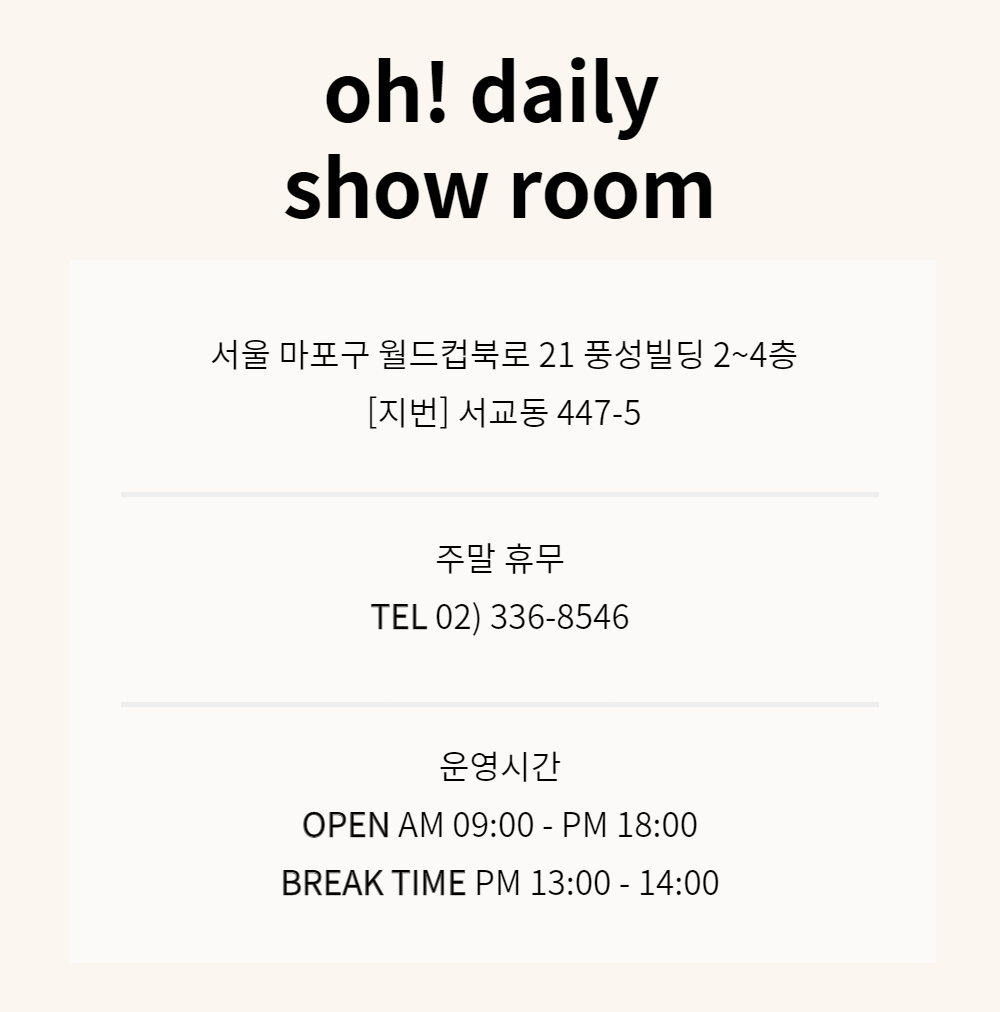 oh! daily
show room
서울 마포구 월드컵북로 21 풍성빌딩 2~4층
[지번] 서교동 447-5
주말 휴무
TEL 02) 336-8546
운영시간
OPEN AM 09:00 - PM 18:00
BREAK TIME PM 13:00 - 14:00